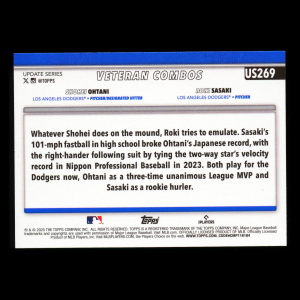 UPDATE SERIES
@TOPPS
VETERAN COMBOS
US269
SHOHEI OHTANI
LOS ANGELES DODGERS® • PITCHER/DESIGNATED HITTER
ROKI SASAKI
LOS ANGELES DODGERS® • PITCHER
Whatever Shohei does on the mound, Roki tries to emulate. Sasaki's
101-mph fastball in high school broke Ohtani's Japanese record, with
the right-hander following suit by tying the two-way star's velocity
record in Nippon Professional Baseball in 2023. Both play for the
Dodgers now, Ohtani as a three-time unanimous League MVP and
Sasaki as a rookie hurler.
Topps
PLAYERS